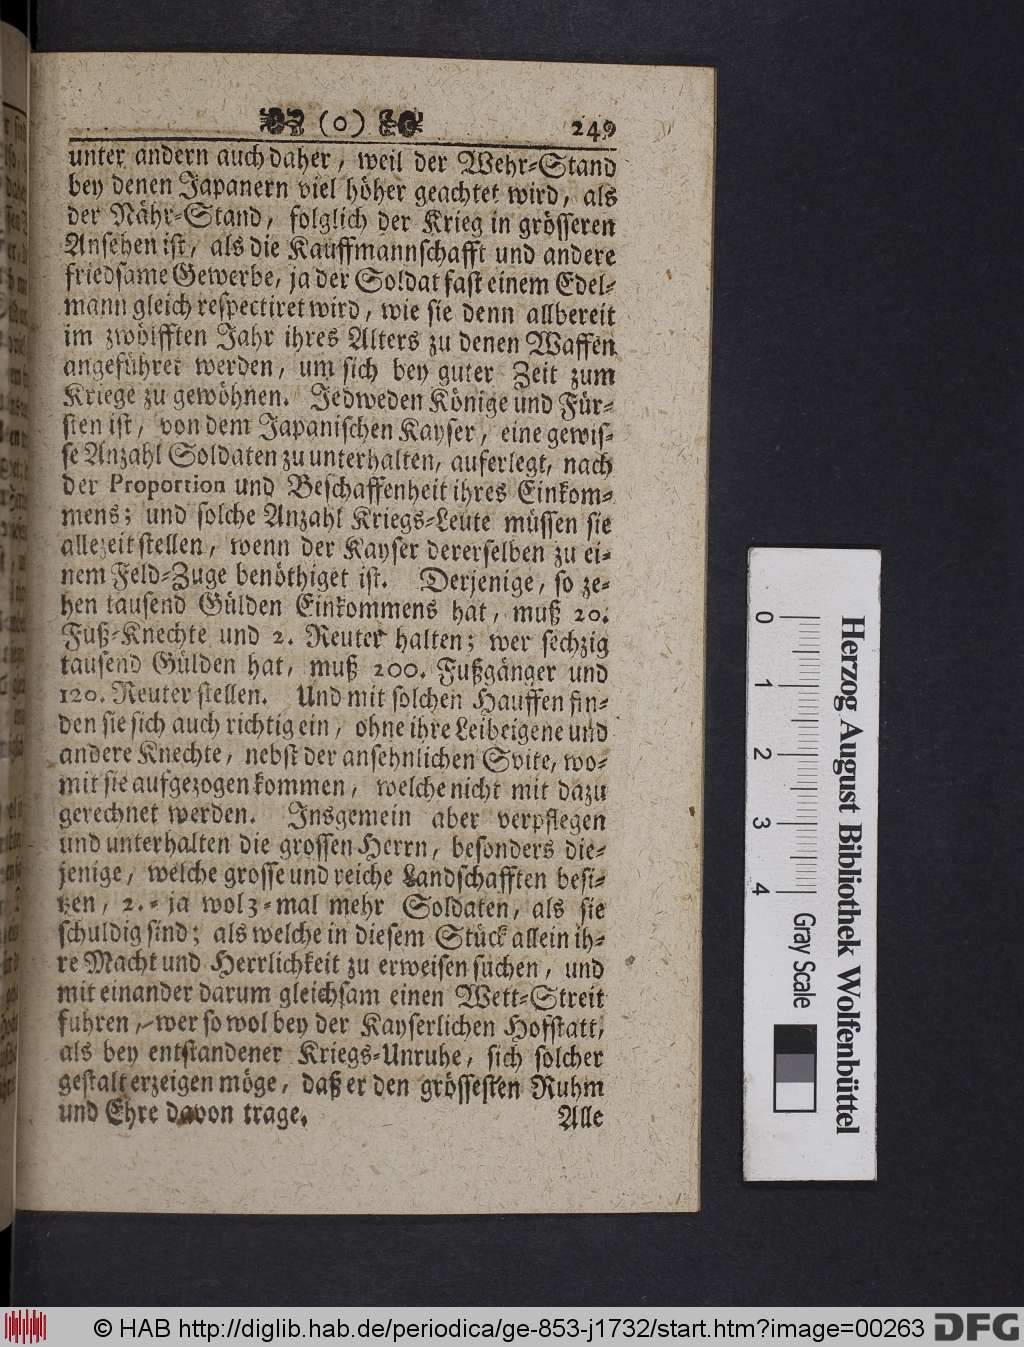 (o) 249
unter andern auch daher, weil der Wehr-Stand
bey denen Japanern viel höher geachtet wird, als
der Nähr-Stand, folglich der Krieg in grösseren
Ansehen ist, als die Kauffmannschafft und andere
friedsame Gewerbe, ja der Soldat fast einem Edel-
mann gleich respectiret wird, wie sie denn allbereit
im zwölfften Jahr ihres Alters zu denen Waffen
angeführet werden, um sich bey guter Zeit zum
Kriege zu gewöhnen. Jedweden Könige und Für-
sten ist, von dem Japanischen Kayser, eine gewis-
se Anzahl Soldaten zu unterhalten, auferlegt, nach
der Proportion und Beschaffenheit ihres Einkom-
mens; und solche Anzahl Kriegs-Leute müssen sie
allezeit stellen, wenn der Kayser dererselben zu ei-
nem Feld-Zuge benöthiget ist. Derjenige, so ze-
hen tausend Gülden Einkommens hat, muß 20.
Fuß-Knechte und 2. Reuter halten; wer sechzig
tausend Gülden hat, muß 200. Fußgänger und
120. Reuter stellen. Und mit solchen Hauffen fin-
den sie sich auch richtig ein, ohne ihre Leibeigene und
andere Knechte, nebst der ansehnlichen Svite, wo-
mit sie aufgezogen kommen, welche nicht mit dazu
gerechnet werden. Insgemein aber verpflegen
und unterhalten die grossen Herrn, besonders die-
jenige, welche grosse und reiche Landschafften besi-
tzen, 2.- ja wol 3-mal mehr Soldaten, als sie
schuldig sind; als welche in diesem Stück allein ih-
re Macht und Herrlichkeit zu erweisen suchen, und
mit einander darum gleichsam einen Wett-Streit
führen, wer so wol bey der Kayserlichen Hofstatt,
als bey entstandener Kriegs-Unruhe, sich solcher
gestalt erzeigen möge, daß er den grössesten Ruhm
und Ehre davon trage. Alle
0 1 2 3 4
Herzog August Bibliothek Wolfenbüttel
Gray Scale
© HAB http://diglib.hab.de/periodica/ge-853-j1732/start.htm?image=00263 DFG